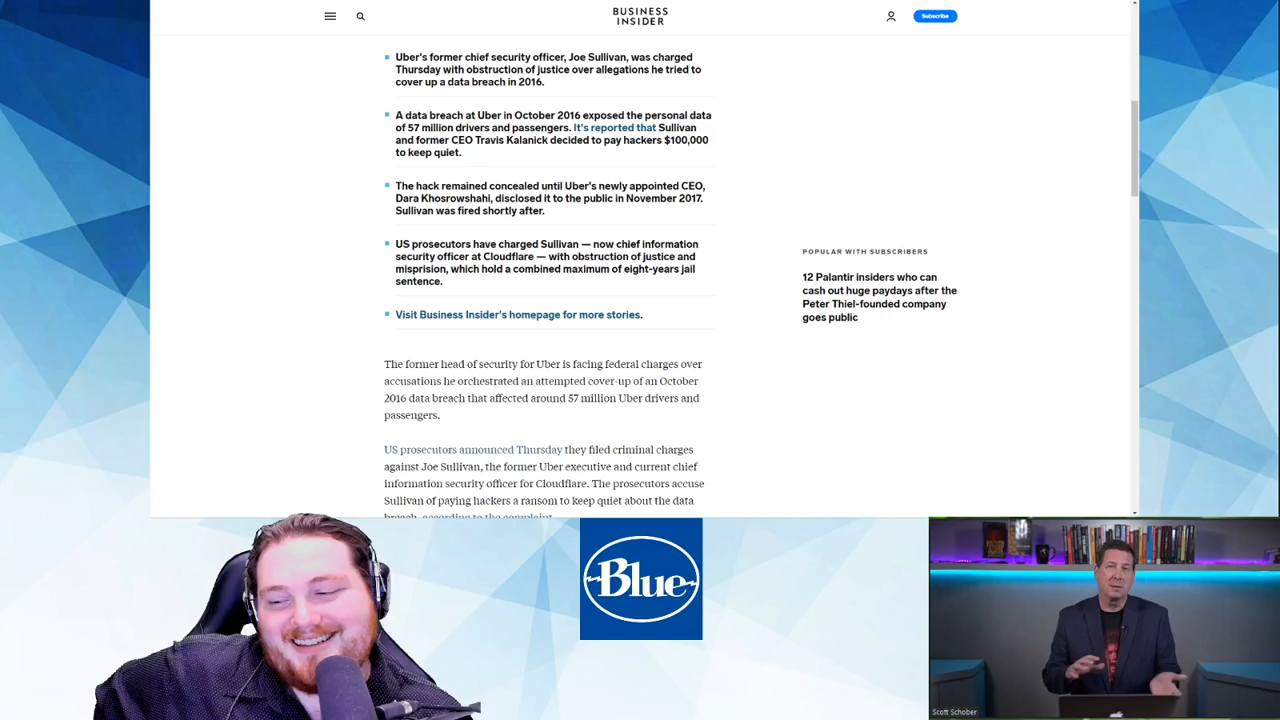 BUSINESS
INSIDER
Subscribe
Uber's former chief security officer, Joe Sullivan, was charged
Thursday with obstruction of justice over allegations he tried to
cover up a data breach in 2016.
A data breach at Uber in October 2016 exposed the personal data
of 57 million drivers and passengers. It's reported that Sullivan
and former CEO Travis Kalanick decided to pay hackers $100,000
to keep quiet.
The hack remained concealed until Uber's newly appointed CEO,
Dara Khosrowshahi, disclosed it to the public in November 2017.
Sullivan was fired shortly after.
US prosecutors have charged Sullivan — now chief information
security officer at Cloudflare — with obstruction of justice and
misprision, which hold a combined maximum of eight-years jail
sentence.
Visit Business Insider's homepage for more stories.
The former head of security for Uber is facing federal charges over
accusations he orchestrated an attempted cover-up of an October
2016 data breach that affected around 57 million Uber drivers and
passengers.
US prosecutors announced Thursday they filed criminal charges
against Joe Sullivan, the former Uber executive and current chief
information security officer for Cloudflare. The prosecutors accuse
Sullivan of paying hackers a ransom to keep quiet about the data
breach, according to the complaint.
POPULAR WITH SUBSCRIBERS
12 Palantir insiders who can
cash out huge paydays after the
Peter Thiel-founded company
goes public
Blue
Scott Schober